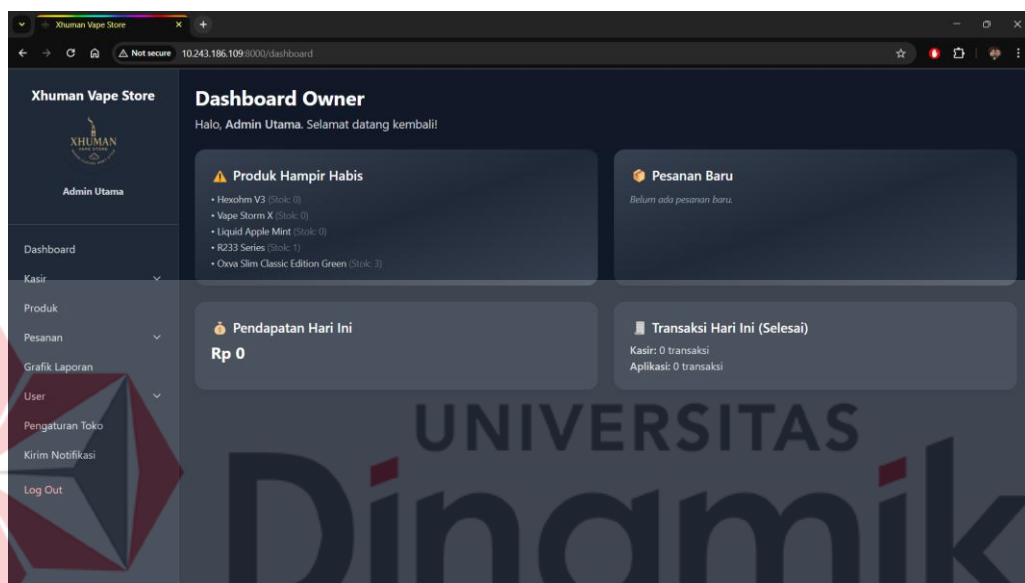 Xhuman Vape Store
Not secure 10.243.186.109:8000/dashboard
Xhuman Vape Store
XHUMAN
VAPE STORE
Admin Utama
Dashboard
Kasir
Produk
Pesanan
Grafik Laporan
User
Pengaturan Toko
Kirim Notifikasi
Log Out
Dashboard Owner
Halo, Admin Utama. Selamat datang kembali!
Produk Hampir Habis
• Hexohm V3 (Stok: 0)
• Vape Storm X (Stok: 0)
• Liquid Apple Mint (Stok: 0)
• R233 Series (Stok: 1)
• Oxva Slim Classic Edition Green (Stok: 3)
Pesanan Baru
Belum ada pesanan baru.
Pendapatan Hari Ini
Rp 0
Transaksi Hari Ini (Selesai)
Kasir: 0 transaksi
Aplikasi: 0 transaksi
UNIVERSITAS
Dinamik